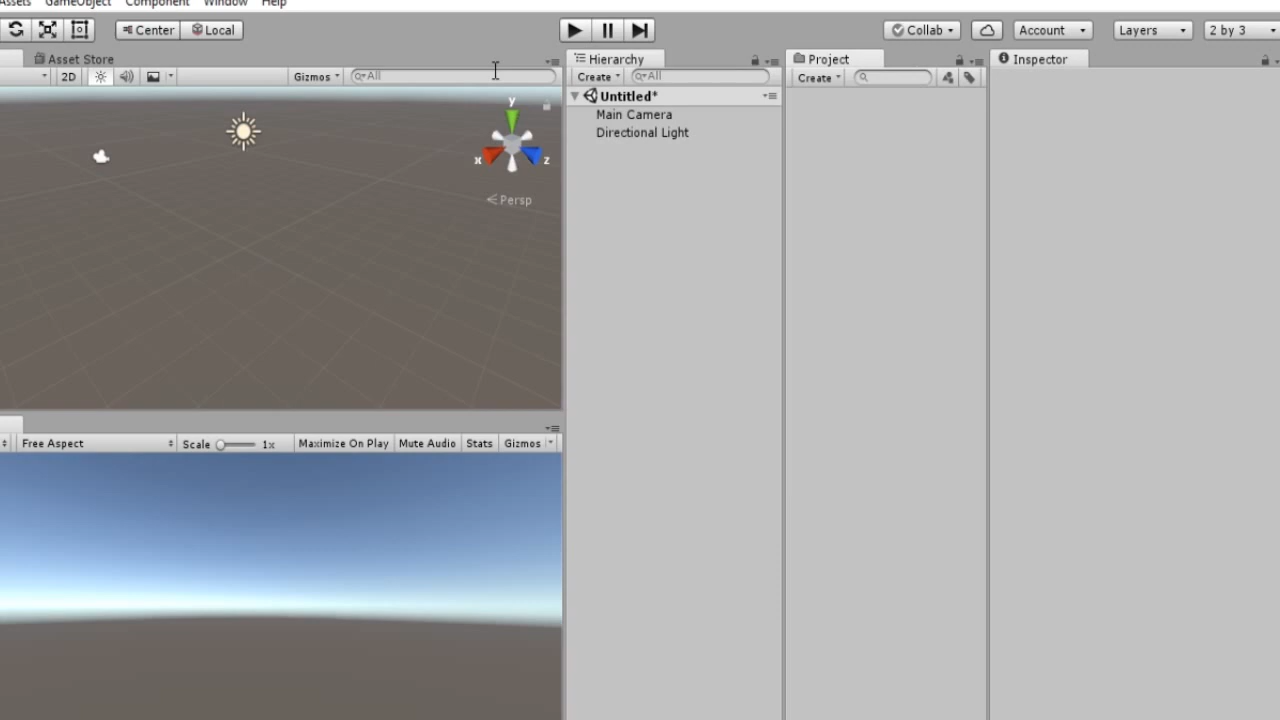 Assets GameObject Component Window Help
Center Local Collab Account Layers 2 by 3
Asset Store Hierarchy Project Inspector
2D Gizmos All Create All Create
Untitled*
Main Camera
Directional Light
y
x z
Persp
Free Aspect Scale 1x Maximize On Play Mute Audio Stats Gizmos